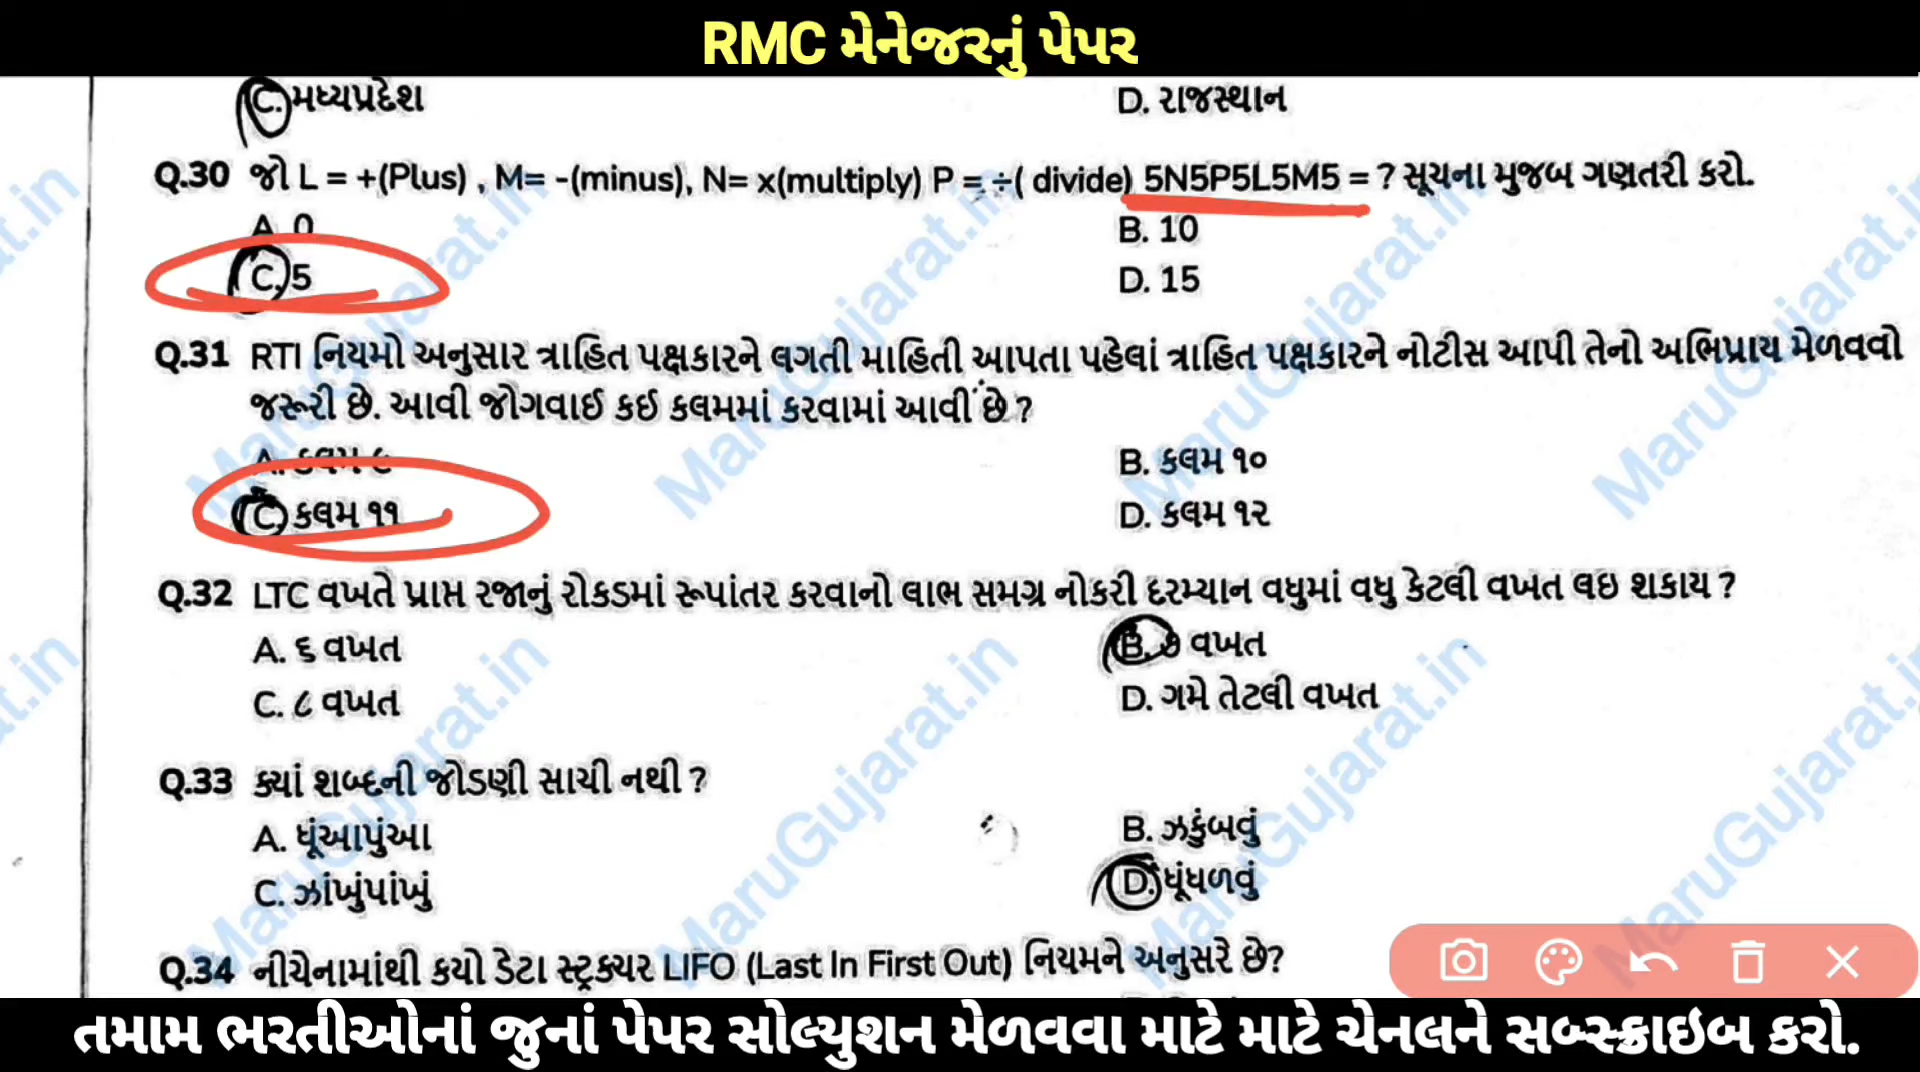 RMC મેનેજરનું પેપર
C. મધ્યપ્રદેશ
D. રાજસ્થાન
Q.30 જો L = +(Plus) , M= -(minus), N= x(multiply) P = ÷( divide) 5N5P5L5M5 = ? સૂચના મુજબ ગણતરી કરો.
A. 0
B. 10
C. 5
D. 15
Q.31 RTI નિયમો અનુસાર ત્રાહિત પક્ષકારને લગતી માહિતી આપતા પહેલાં ત્રાહિત પક્ષકારને નોટીસ આપી તેનો અભિપ્રાય મેળવવો
જરૂરી છે. આવી જોગવાઈ કઈ કલમમાં કરવામાં આવી છે ?
A. કલમ ૯
B. કલમ ૧૦
C. કલમ ૧૧
D. કલમ ૧૨
Q.32 LTC વખતે પ્રાપ્ત રજાનું રોકડમાં રૂપાંતર કરવાનો લાભ સમગ્ર નોકરી દરમ્યાન વધુમાં વધુ કેટલી વખત લઇ શકાય ?
A. ૬ વખત
B. ૭ વખત
C. ૮ વખત
D. ગમે તેટલી વખત
Q.33 ક્યાં શબ્દની જોડણી સાચી નથી ?
A. ધૂંઆપુંઆ
B. ઝકુંબવું
C. ઝાંખુંપાંખું
D. ધૂંધળવું
Q.34 નીચેનામાંથી કયો ડેટા સ્ટ્રક્ચર LIFO (Last In First Out) નિયમને અનુસરે છે?
MaruGujarat.in
તમામ ભરતીઓનાં જુનાં પેપર સોલ્યુશન મેળવવા માટે માટે ચેનલને સબ્સ્ક્રાઇબ કરો.